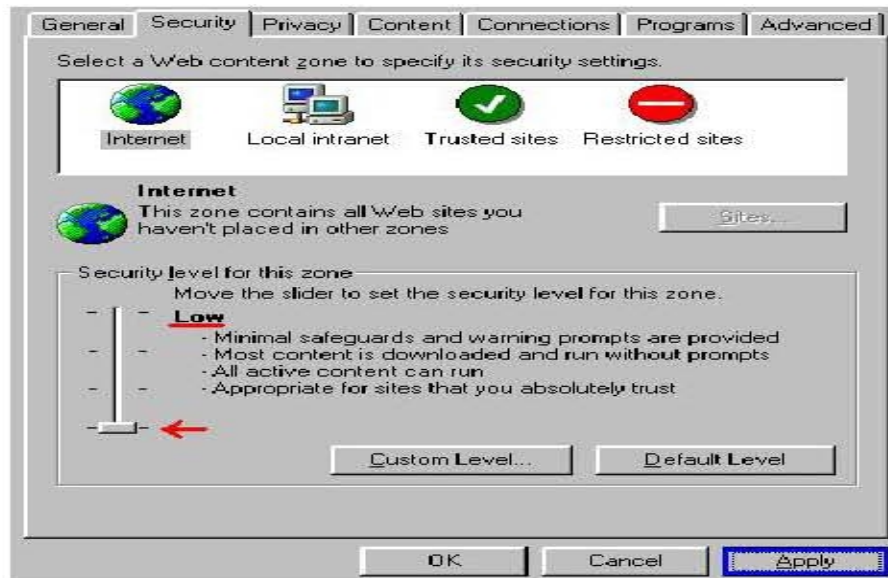 General Security Privacy Content Connections Programs Advanced
Select a Web content zone to specify its security settings.
Internet Local intranet Trusted sites Restricted sites
Internet
This zone contains all Web sites you
haven't placed in other zones
Sites...
Security level for this zone
Move the slider to set the security level for this zone.
Low
- Minimal safeguards and warning prompts are provided
- Most content is downloaded and run without prompts
- All active content can run
- Appropriate for sites that you absolutely trust
Custom Level... Default Level
OK Cancel Apply